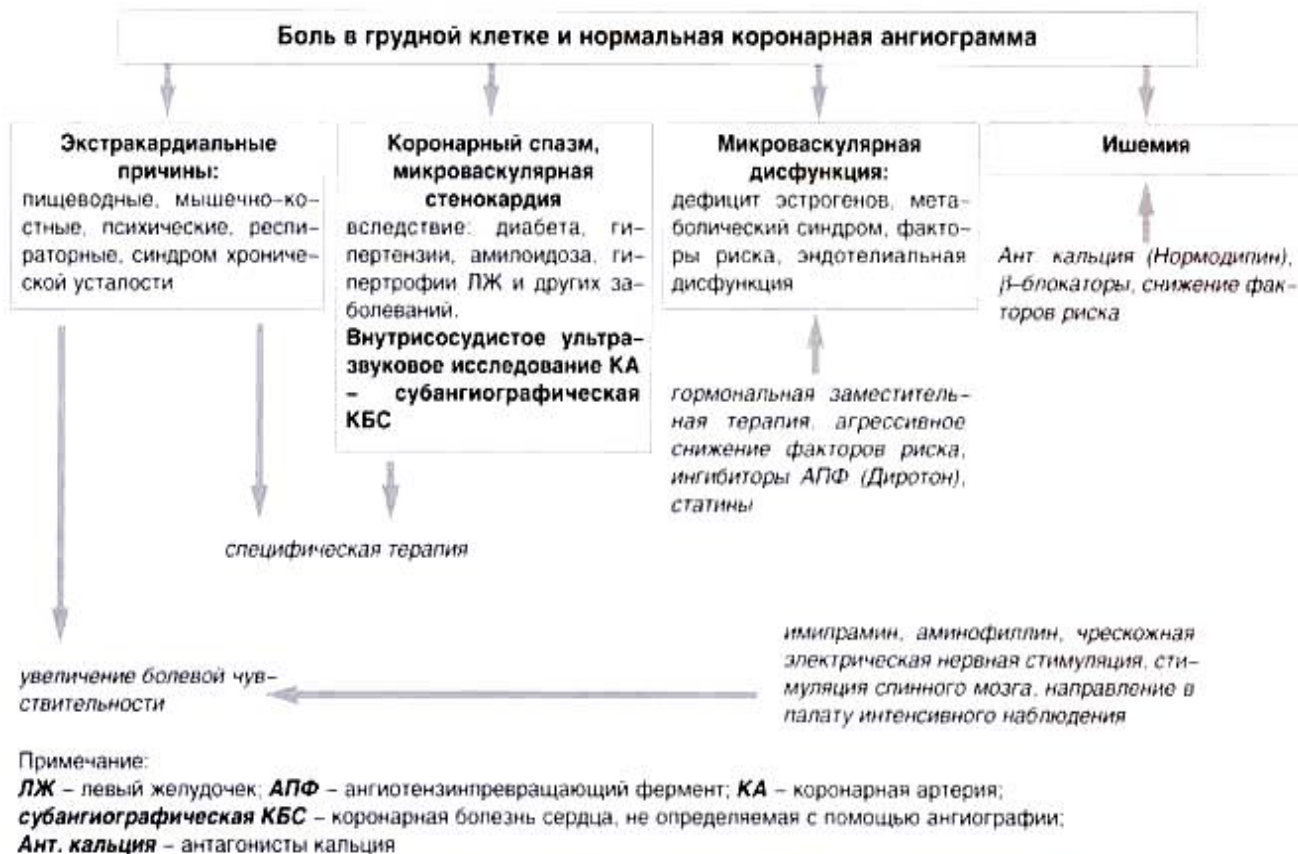 Боль в грудной клетке и нормальная коронарная ангиограмма
Экстракардиальные
причины:
пищеводные, мышечно-ко-
стные, психические, респи-
раторные, синдром хрониче-
ской усталости
Коронарный спазм,
микроваскулярная
стенокардия
вследствие: диабета, ги-
пертензии, амилоидоза, ги-
пертрофии ЛЖ и других за-
болеваний.
Внутрисосудистое ультра-
звуковое исследование КА
– субангиографическая
КБС
Микроваскулярная
дисфункция:
дефицит эстрогенов, мета-
болический синдром, факто-
ры риска, эндотелиальная
дисфункция
Ишемия
Ант. кальция (Нормодипин),
β-блокаторы, снижение фак-
торов риска
гормональная заместитель-
ная терапия, агрессивное
снижение факторов риска,
ингибиторы АПФ (Диротон),
статины
специфическая терапия
увеличение болевой чув-
ствительности
имипрамин, аминофиллин, чрескожная
электрическая нервная стимуляция, сти-
муляция спинного мозга, направление в
палату интенсивного наблюдения
Примечание:
ЛЖ – левый желудочек; АПФ – ангиотензинпревращающий фермент; КА – коронарная артерия;
субангиографическая КБС – коронарная болезнь сердца, не определяемая с помощью ангиографии;
Ант. кальция – антагонисты кальция